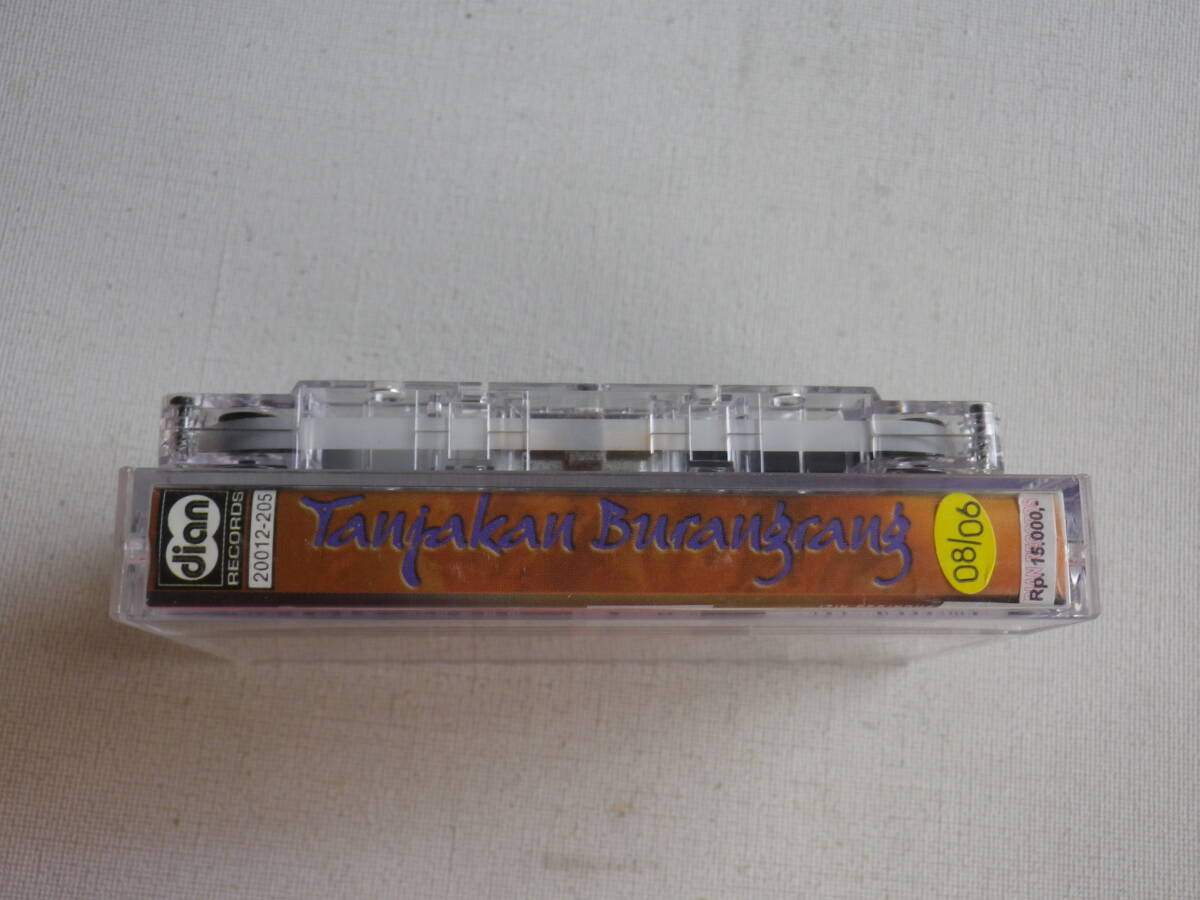 dian
RECORDS
20012-205
Tanjakan Burangrang
08/06
Rp. 15.000,-